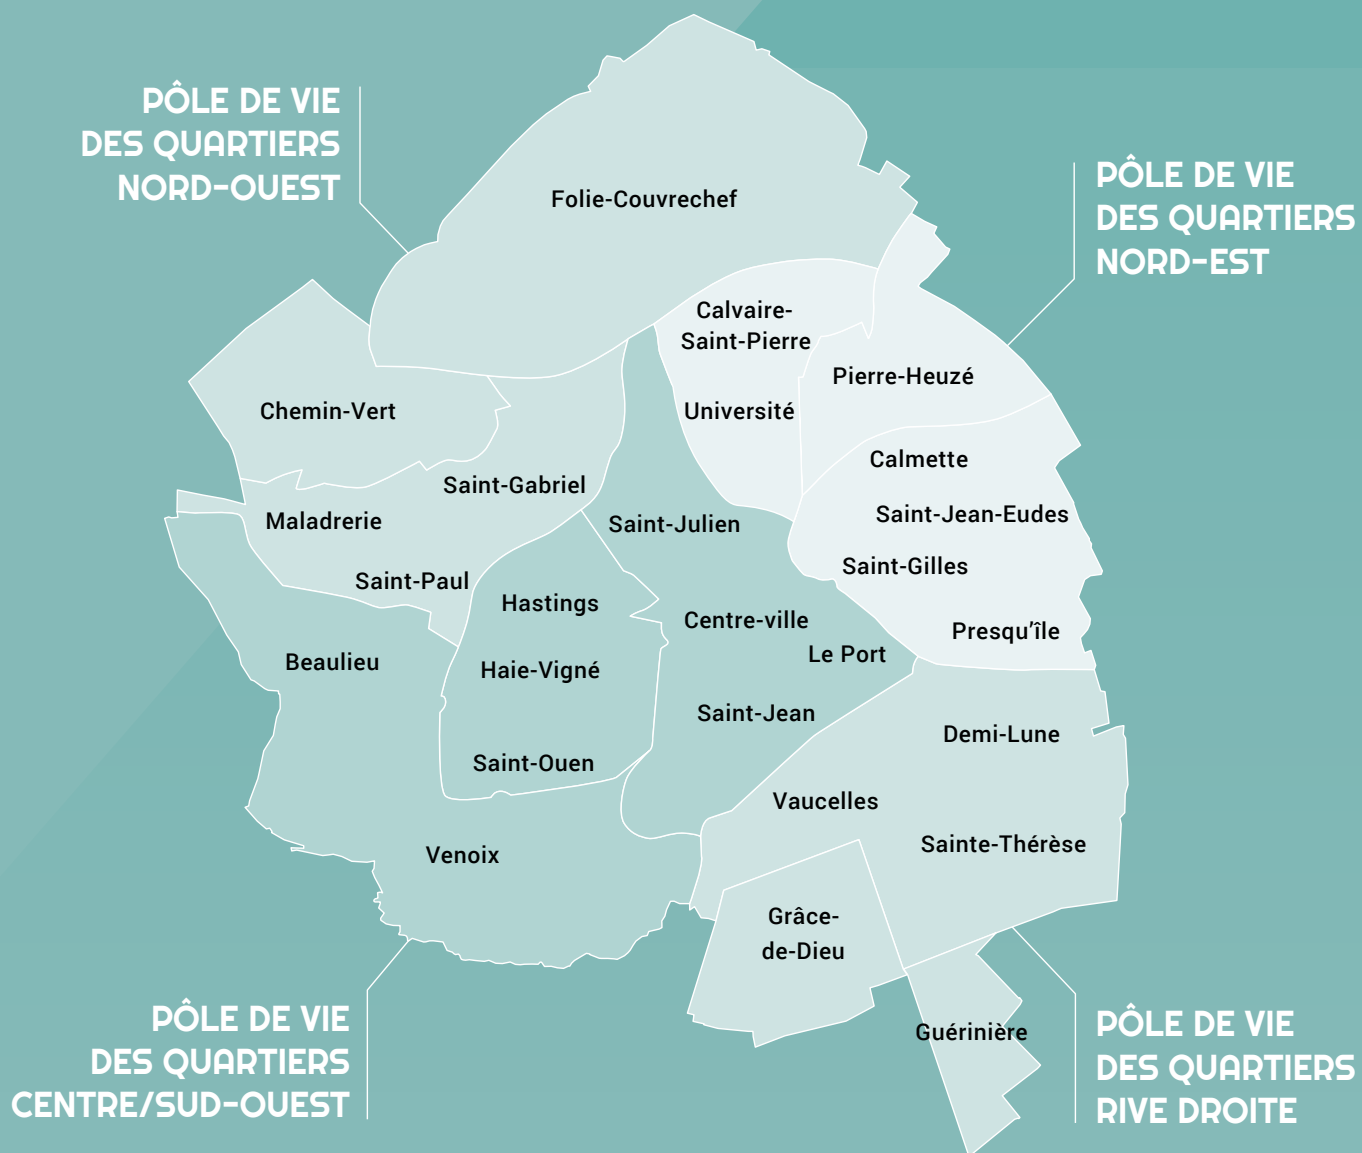 PÔLE DE VIE
DES QUARTIERS
NORD-OUEST
PÔLE DE VIE
DES QUARTIERS
NORD-EST
Folie-Couvrechef
Calvaire-
Saint-Pierre
Pierre-Heuzé
Chemin-Vert
Université
Calmette
Saint-Gabriel
Saint-Jean-Eudes
Maladrerie
Saint-Julien
Saint-Gilles
Saint-Paul
Hastings
Centre-ville
Presqu’île
Le Port
Beaulieu
Haie-Vigné
Saint-Jean
Demi-Lune
Saint-Ouen
Vaucelles
Sainte-Thérèse
Venoix
Grâce-
de-Dieu
Guérinière
PÔLE DE VIE
DES QUARTIERS
CENTRE/SUD-OUEST
PÔLE DE VIE
DES QUARTIERS
RIVE DROITE